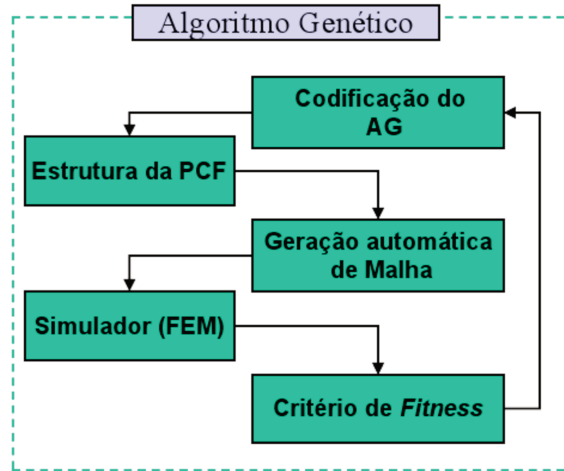 Algoritmo Genético
Codificação do
AG
Estrutura da PCF
Geração automática
de Malha
Simulador (FEM)
Critério de Fitness